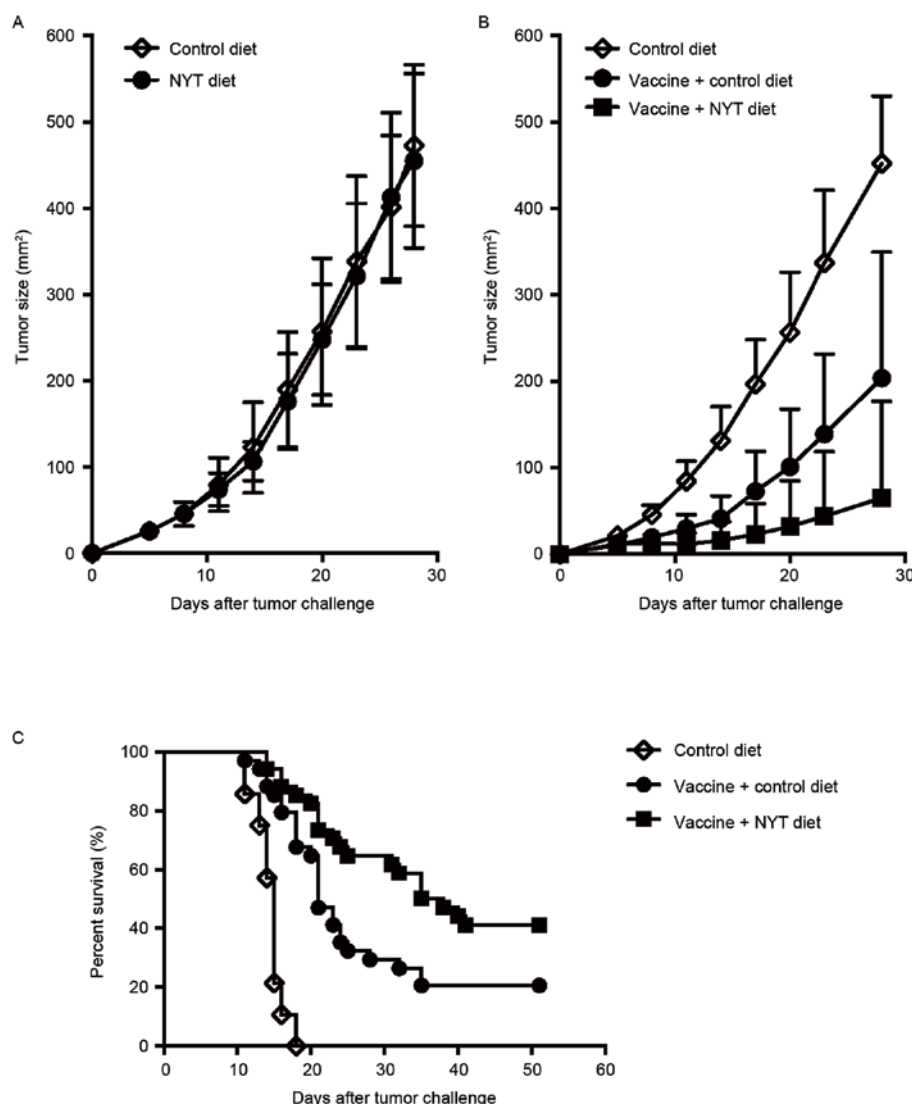 A
Control diet
NYT diet
Tumor size (mm²)
600
500
400
300
200
100
0
0 10 20 30
Days after tumor challenge
B
Control diet
Vaccine + control diet
Vaccine + NYT diet
Tumor size (mm²)
600
500
400
300
200
100
0
0 10 20 30
Days after tumor challenge
C
Control diet
Vaccine + control diet
Vaccine + NYT diet
Percent survival (%)
100
80
60
40
20
0
0 10 20 30 40 50 60
Days after tumor challenge